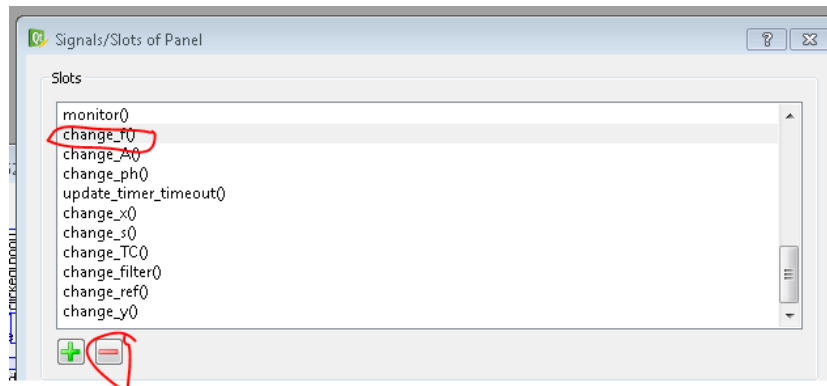 Signals/Slots of Panel
Slots
monitor()
change_f()
change_A()
change_ph()
update_timer_timeout()
change_x()
change_s()
change_TC()
change_filter()
change_ref()
change_y()